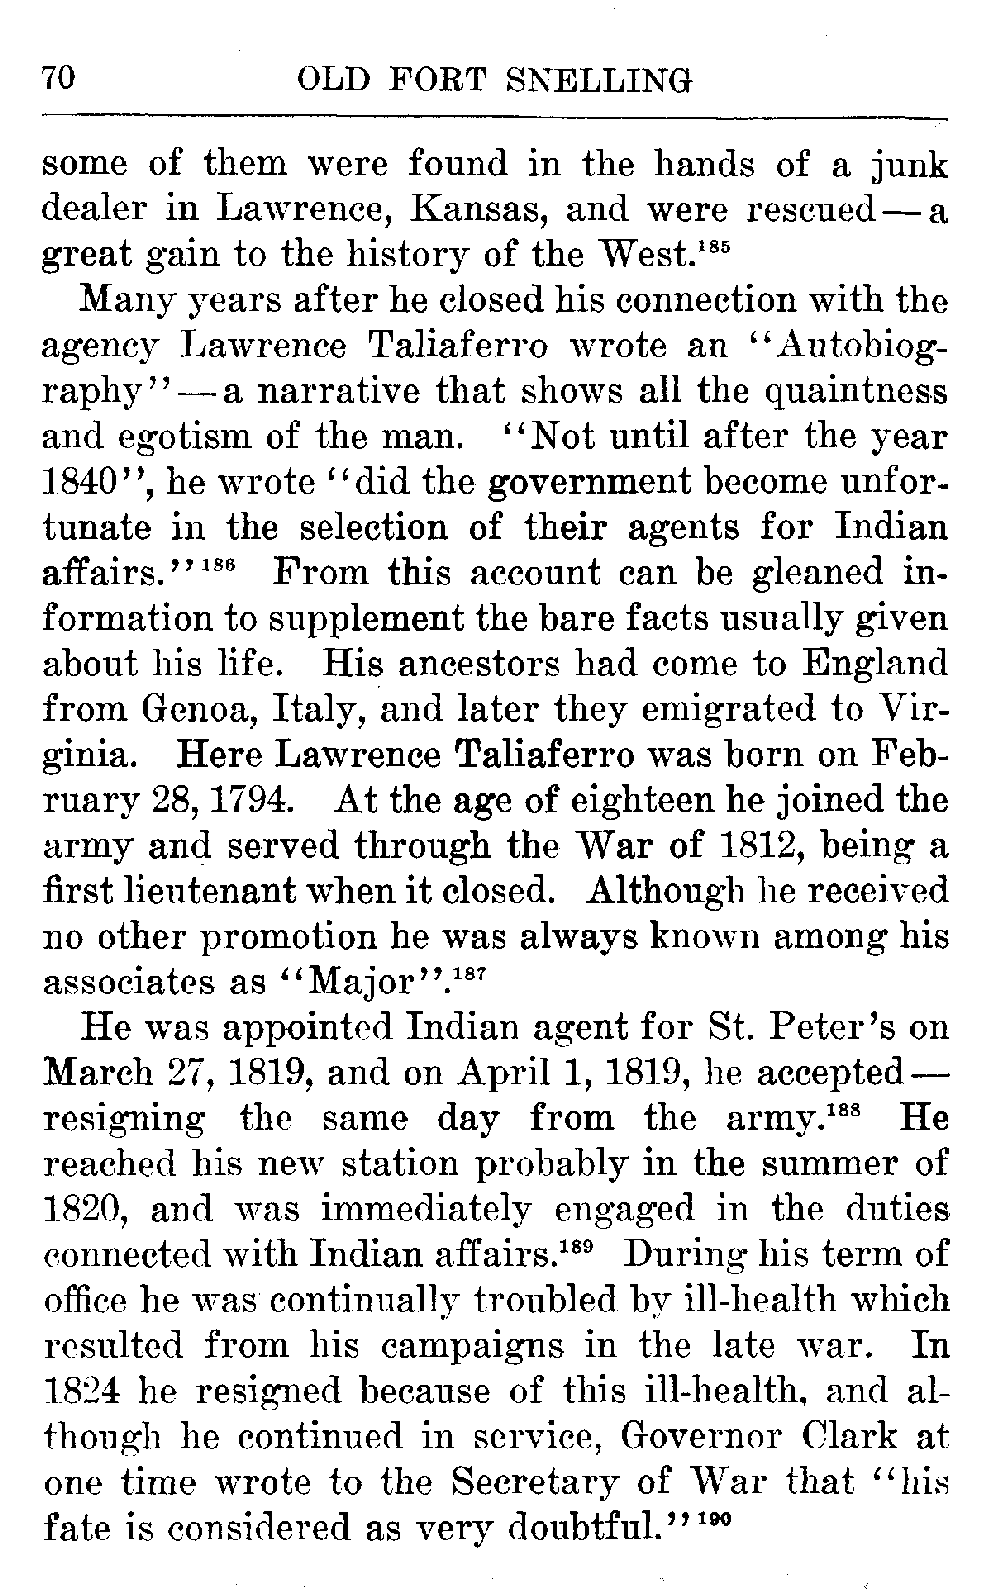 70 OLD FORT SNELLING
some of them were found in the hands of a junk
dealer in Lawrence, Kansas, and were rescued — a
great gain to the history of the West.¹⁸⁵
Many years after he closed his connection with the
agency Lawrence Taliaferro wrote an "Autobiog-
raphy" — a narrative that shows all the quaintness
and egotism of the man. "Not until after the year
1840", he wrote "did the government become unfor-
tunate in the selection of their agents for Indian
affairs."¹⁸⁶ From this account can be gleaned in-
formation to supplement the bare facts usually given
about his life. His ancestors had come to England
from Genoa, Italy, and later they emigrated to Vir-
ginia. Here Lawrence Taliaferro was born on Feb-
ruary 28, 1794. At the age of eighteen he joined the
army and served through the War of 1812, being a
first lieutenant when it closed. Although he received
no other promotion he was always known among his
associates as "Major".¹⁸⁷
He was appointed Indian agent for St. Peter's on
March 27, 1819, and on April 1, 1819, he accepted —
resigning the same day from the army.¹⁸⁸ He
reached his new station probably in the summer of
1820, and was immediately engaged in the duties
connected with Indian affairs.¹⁸⁹ During his term of
office he was continually troubled by ill-health which
resulted from his campaigns in the late war. In
1824 he resigned because of this ill-health, and al-
though he continued in service, Governor Clark at
one time wrote to the Secretary of War that "his
fate is considered as very doubtful."¹⁹⁰